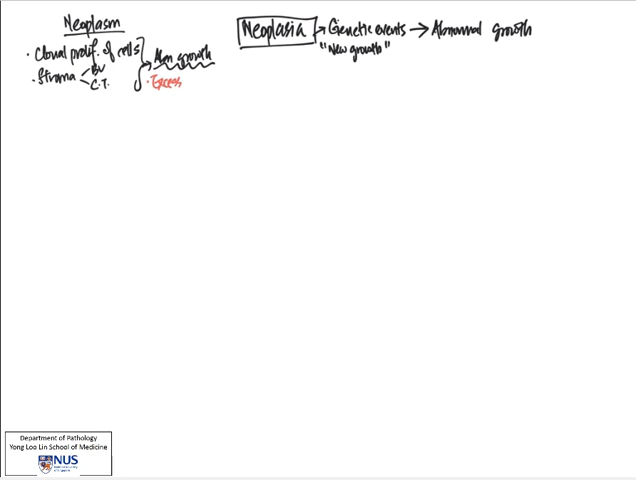 Neoplasm
· Clonal prolif. of cells
· Stroma
BV
C.T.
Abn growth
· Excess
Neoplasia → Genetic events → Abnormal growth
"New growth"
Department of Pathology
Yong Loo Lin School of Medicine
NUS